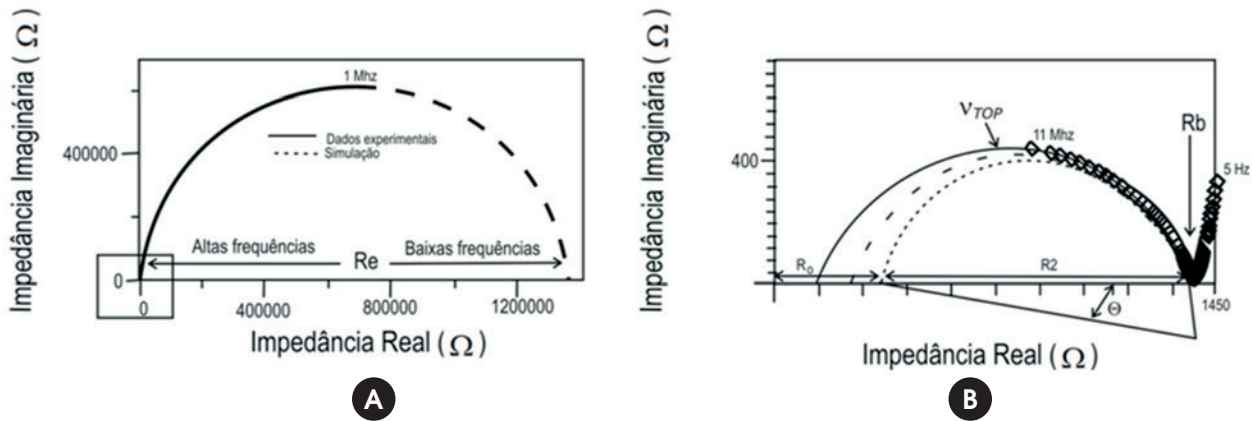 Impedância Imaginária (Ω)
1 Mhz
Dados experimentais
Simulação
400000
Altas frequências
Baixas frequências
Re
0
0
400000
800000
1200000
Impedância Real (Ω)
A
Impedância Imaginária (Ω)
ν_TOP
11 Mhz
Rb
400
5 Hz
R₀
R2
Θ
1450
Impedância Real (Ω)
B